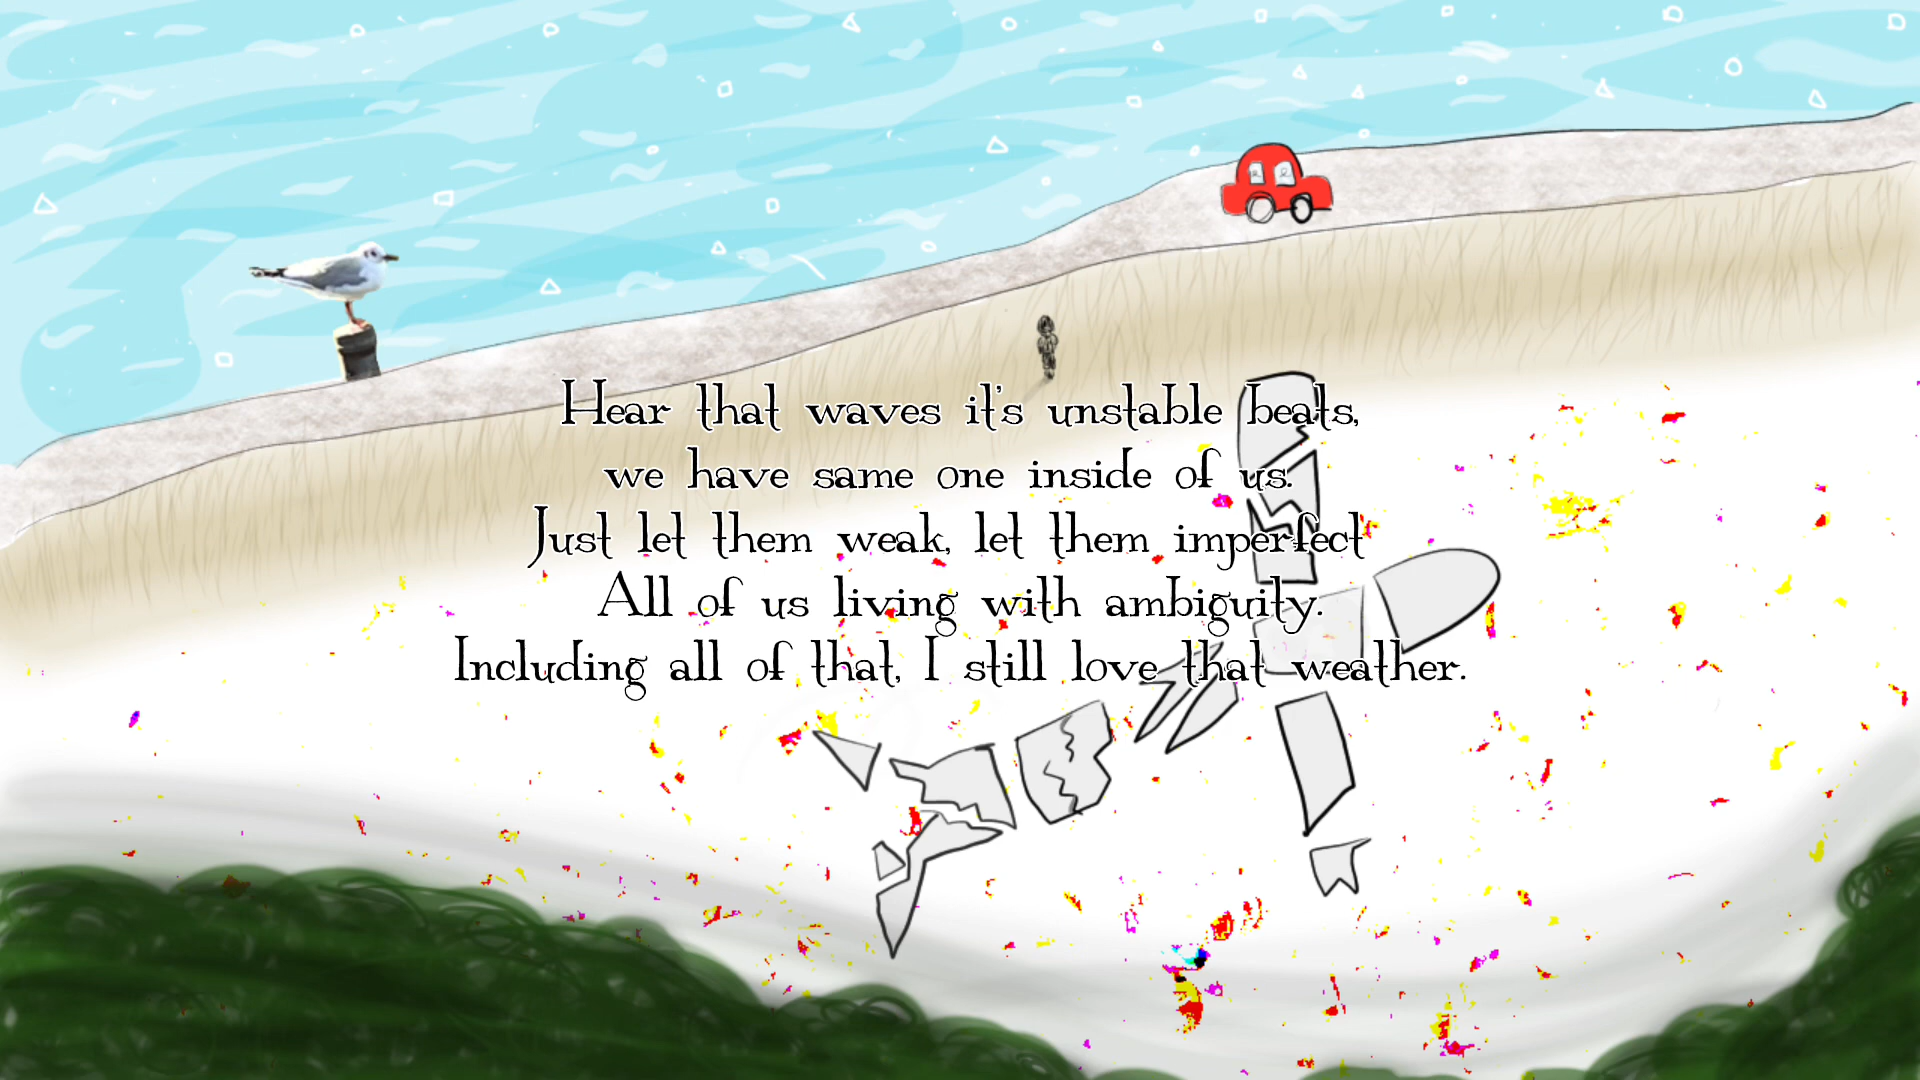 Hear that waves it's unstable beats,
we have same one inside of us.
Just let them weak, let them imperfect
All of us living with ambiguity.
Including all of that, I still love that weather.